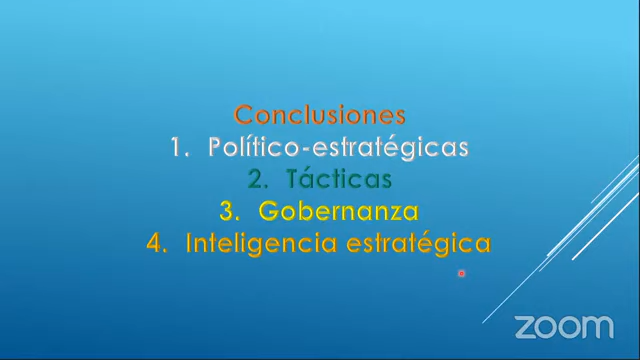 Conclusiones
1. Político-estratégicas
2. Tácticas
3. Gobernanza
4. Inteligencia estratégica
zoom